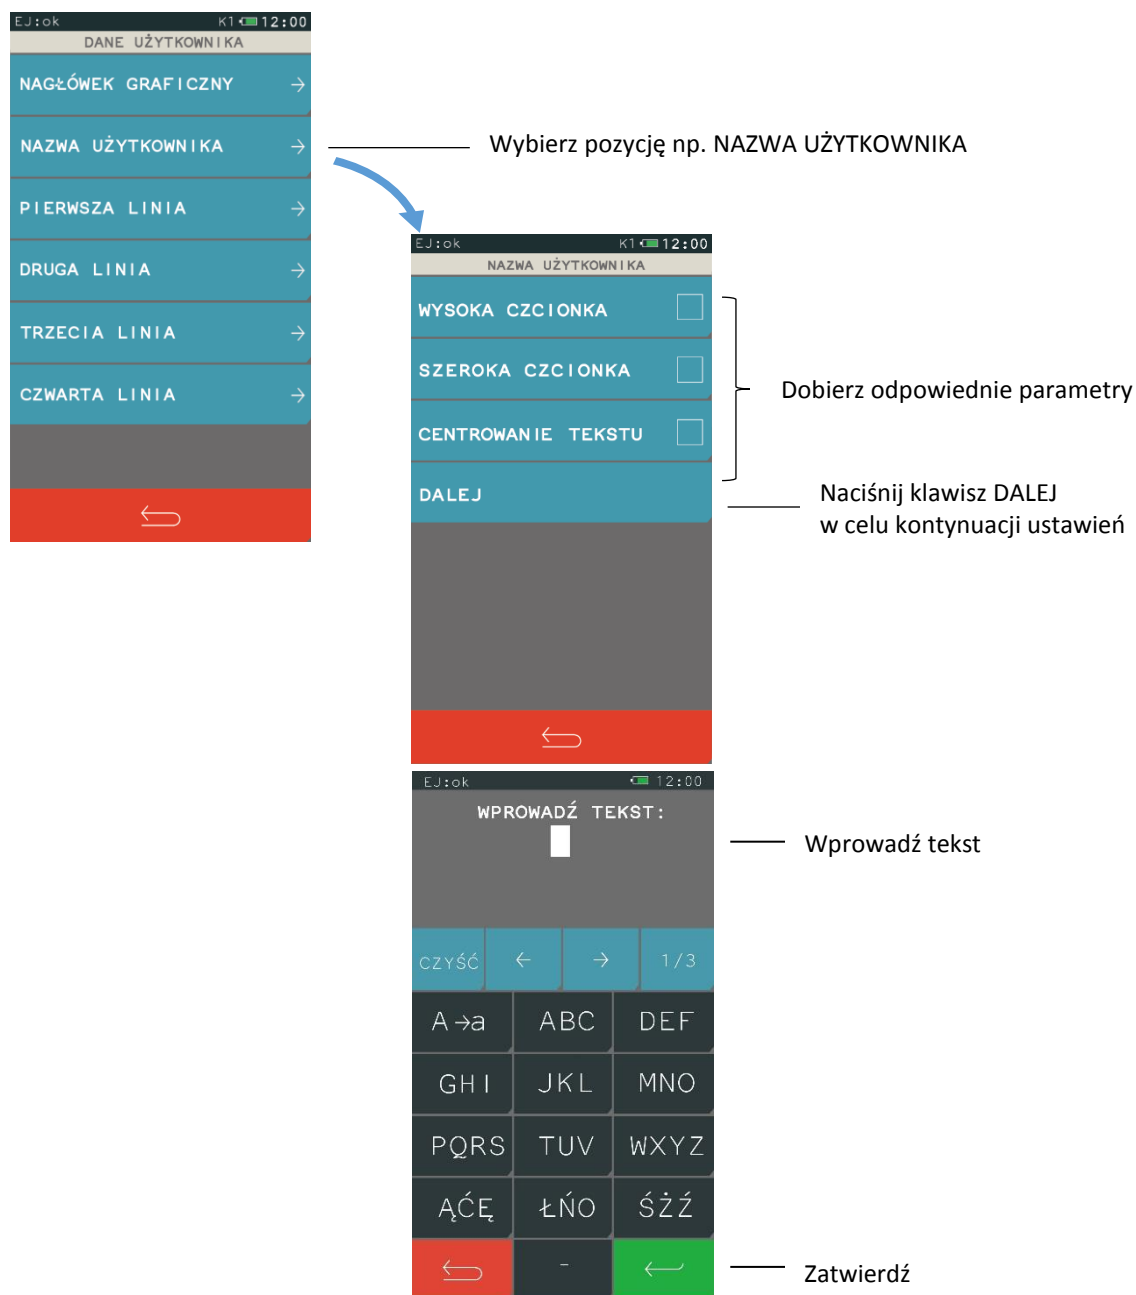 EJ:ok K1 12:00
DANE UŻYTKOWNIKA
NAGŁÓWEK GRAFICZNY →
NAZWA UŻYTKOWNIKA →
PIERWSZA LINIA →
DRUGA LINIA →
TRZECIA LINIA →
CZWARTA LINIA →
Wybierz pozycję np. NAZWA UŻYTKOWNIKA
EJ:ok K1 12:00
NAZWA UŻYTKOWNIKA
WYSOKA CZCIONKA
SZEROKA CZCIONKA
CENTROWANIE TEKSTU
DALEJ
Dobierz odpowiednie parametry
Naciśnij klawisz DALEJ
w celu kontynuacji ustawień
EJ:ok 12:00
WPROWADŹ TEKST:
Wprowadź tekst
CZYŚĆ ← → 1/3
A→a ABC DEF
GHI JKL MNO
PQRS TUV WXYZ
ĄĆĘ ŁŃO ŚŻŹ
-
Zatwierdź